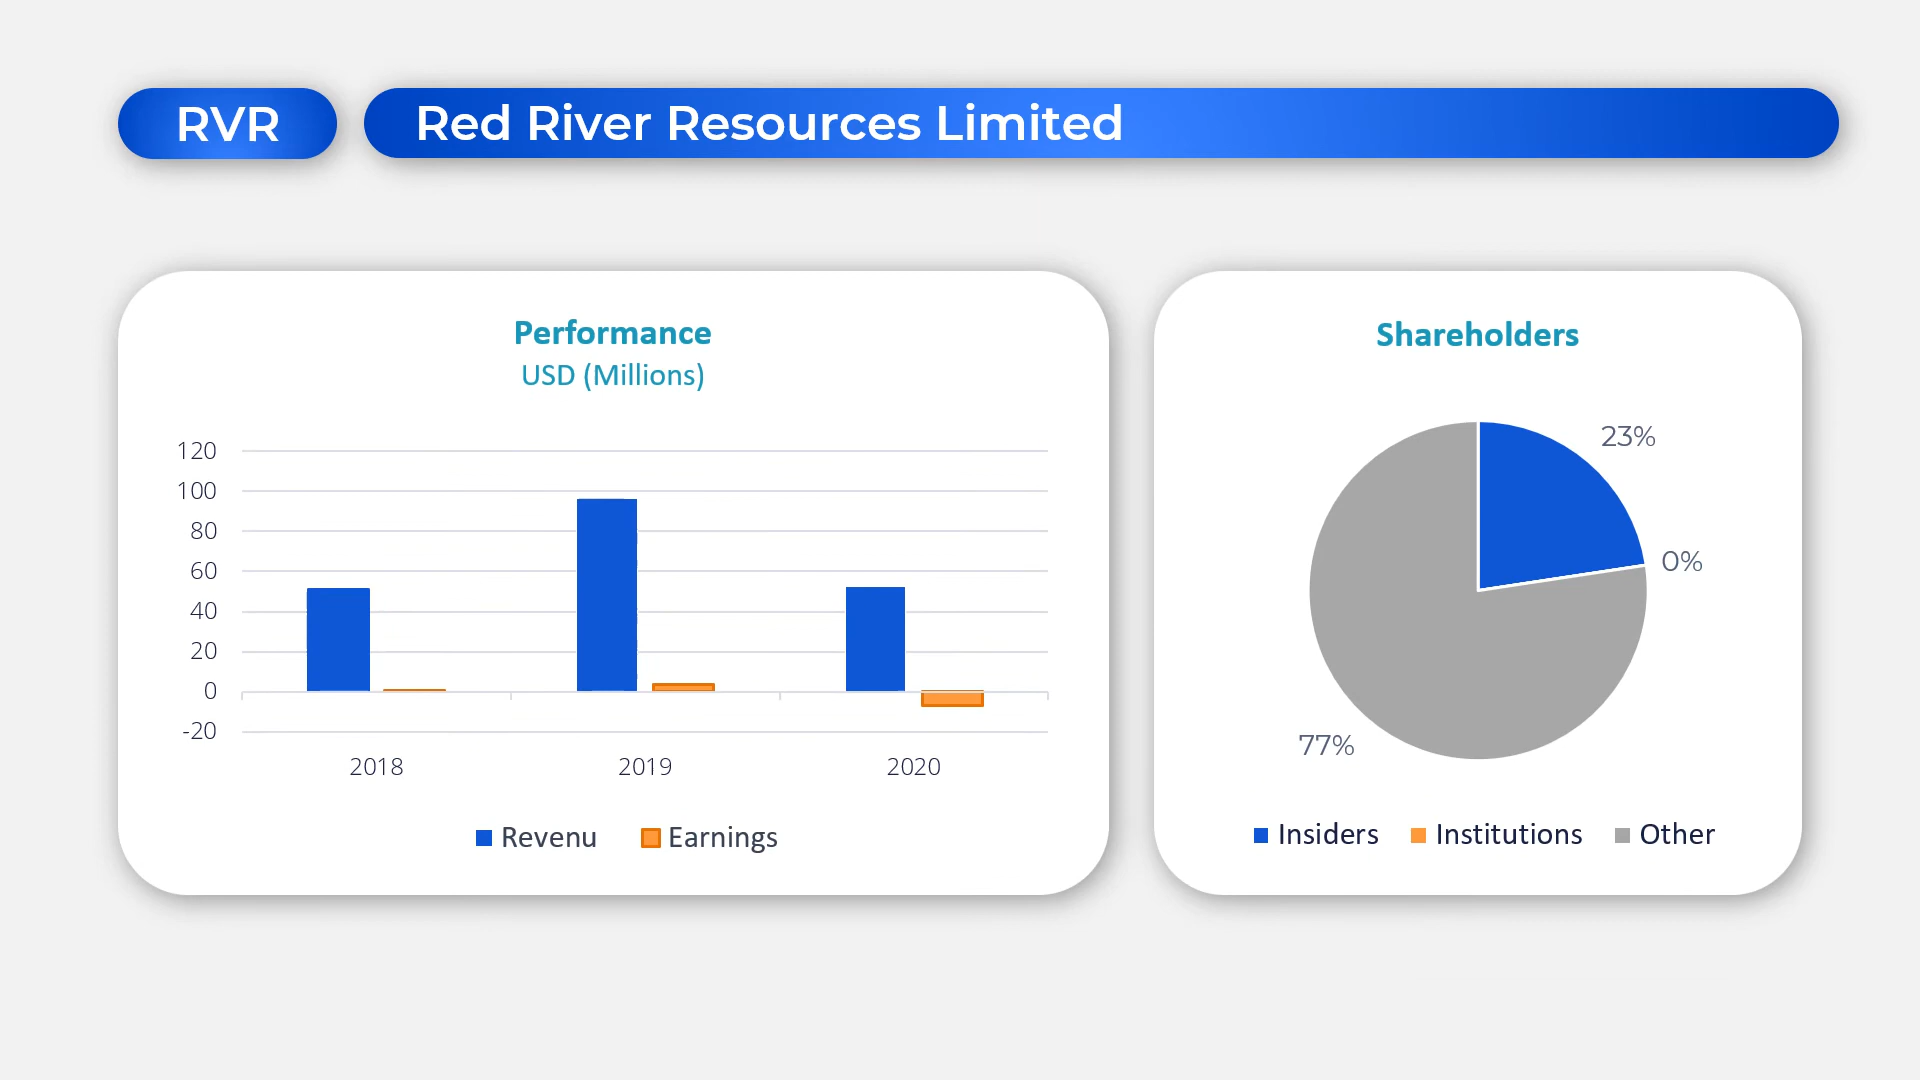 RVR
Red River Resources Limited
Performance
USD (Millions)
120
100
80
60
40
20
0
-20
2018
2019
2020
Revenu
Earnings
Shareholders
23%
0%
77%
Insiders
Institutions
Other